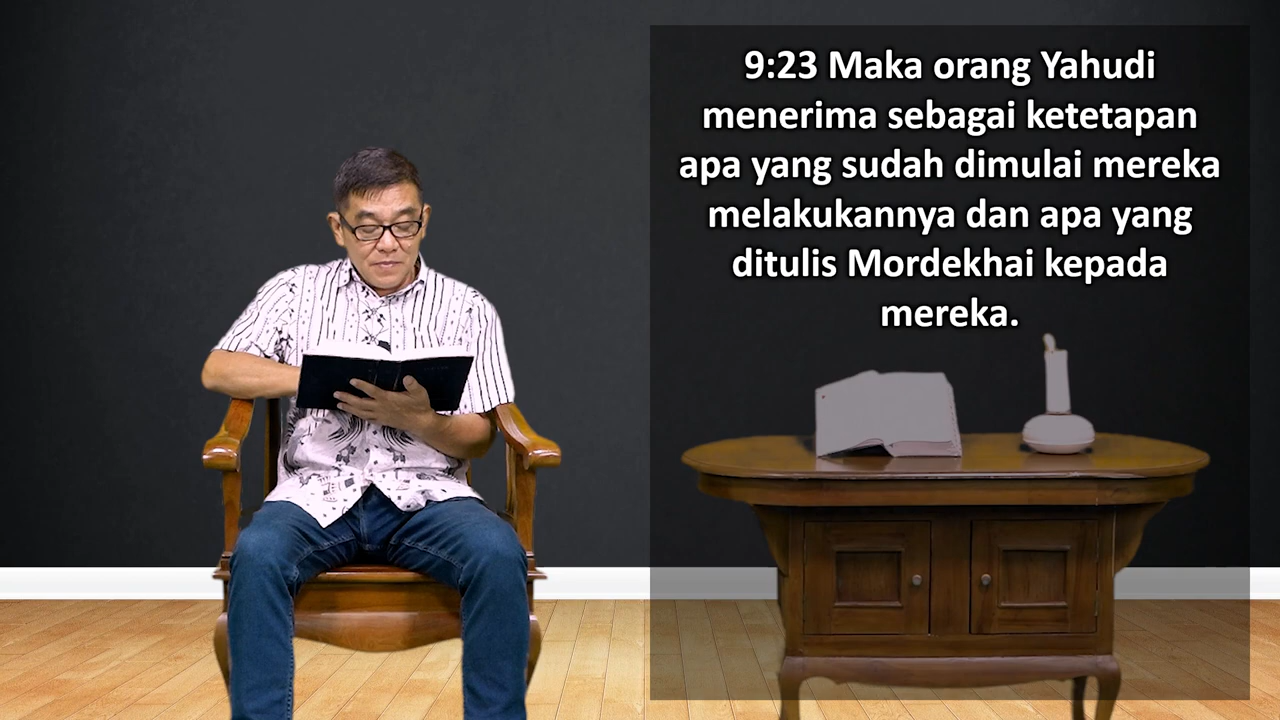 9:23 Maka orang Yahudi
menerima sebagai ketetapan
apa yang sudah dimulai mereka
melakukannya dan apa yang
ditulis Mordekhai kepada
mereka.